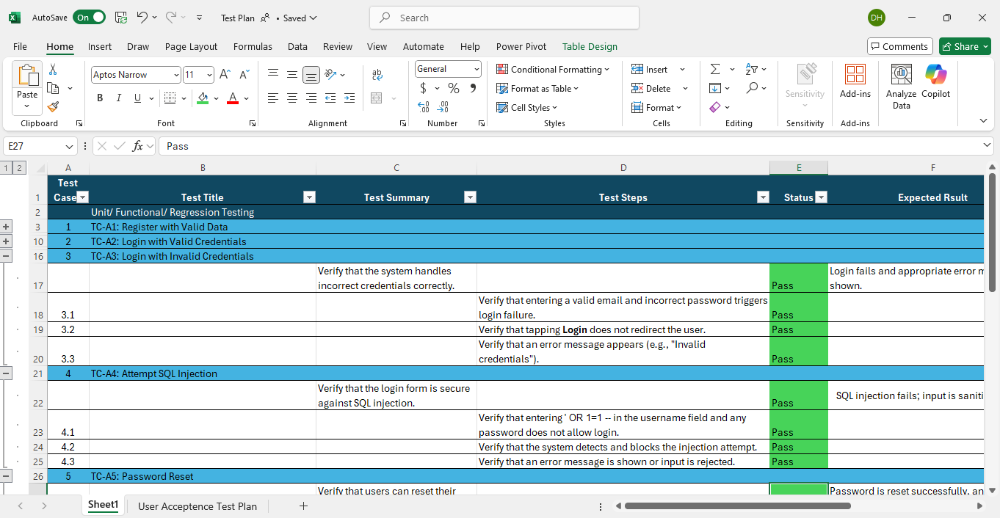 AutoSave On Test Plan • Saved Search DH
File Home Insert Draw Page Layout Formulas Data Review View Automate Help Power Pivot Table Design Comments Share
Paste
Clipboard
Aptos Narrow 11 A A
B I U A
Font
ab
Alignment
General
$ % 9
Number
Conditional Formatting
Format as Table
Cell Styles
Styles
Insert
Delete
Format
Cells
Editing
Sensitivity
Sensitivity
Add-ins
Add-ins
Analyze
Data
Copilot
E27 fx Pass
1 2 A B C D E F
Test
1 Case Test Title Test Summary Test Steps Status Expected Rsult
2 Unit/ Functional/ Regression Testing
3 1 TC-A1: Register with Valid Data
10 2 TC-A2: Login with Valid Credentials
16 3 TC-A3: Login with Invalid Credentials
Verify that the system handles Login fails and appropriate error m
17 incorrect credentials correctly. Pass shown.
Verify that entering a valid email and incorrect password triggers
18 3.1 login failure. Pass
19 3.2 Verify that tapping Login does not redirect the user. Pass
Verify that an error message appears (e.g., "Invalid
20 3.3 credentials"). Pass
21 4 TC-A4: Attempt SQL Injection
Verify that the login form is secure
22 against SQL injection. Pass SQL injection fails; input is saniti
Verify that entering ' OR 1=1 -- in the username field and any
23 4.1 password does not allow login. Pass
24 4.2 Verify that the system detects and blocks the injection attempt. Pass
25 4.3 Verify that an error message is shown or input is rejected. Pass
26 5 TC-A5: Password Reset
Verify that users can reset their Password is reset successfully, an
Sheet1 User Acceptence Test Plan